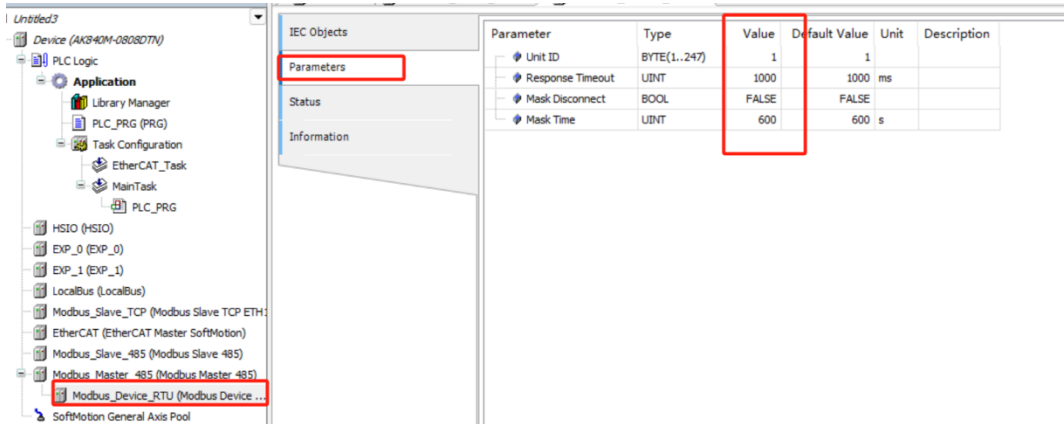 Untitled3
Device (AK840M-0808DTN)
PLC Logic
Application
Library Manager
PLC_PRG (PRG)
Task Configuration
EtherCAT_Task
MainTask
PLC_PRG
HSIO (HSIO)
EXP_0 (EXP_0)
EXP_1 (EXP_1)
LocalBus (LocalBus)
Modbus_Slave_TCP (Modbus Slave TCP ETH1
EtherCAT (EtherCAT Master SoftMotion)
Modbus_Slave_485 (Modbus Slave 485)
Modbus_Master_485 (Modbus Master 485)
Modbus_Device_RTU (Modbus Device ...
SoftMotion General Axis Pool
IEC Objects
Parameters
Status
Information
Parameter Type Value Default Value Unit Description
Unit ID BYTE(1..247) 1 1
Response Timeout UINT 1000 1000 ms
Mask Disconnect BOOL FALSE FALSE
Mask Time UINT 600 600 s